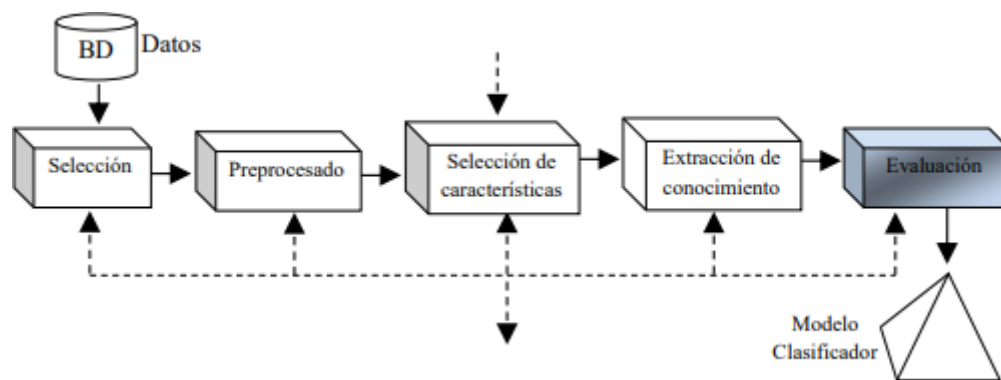 BD
Datos
Selección
Preprocesado
Selección de
características
Extracción de
conocimiento
Evaluación
Modelo
Clasificador